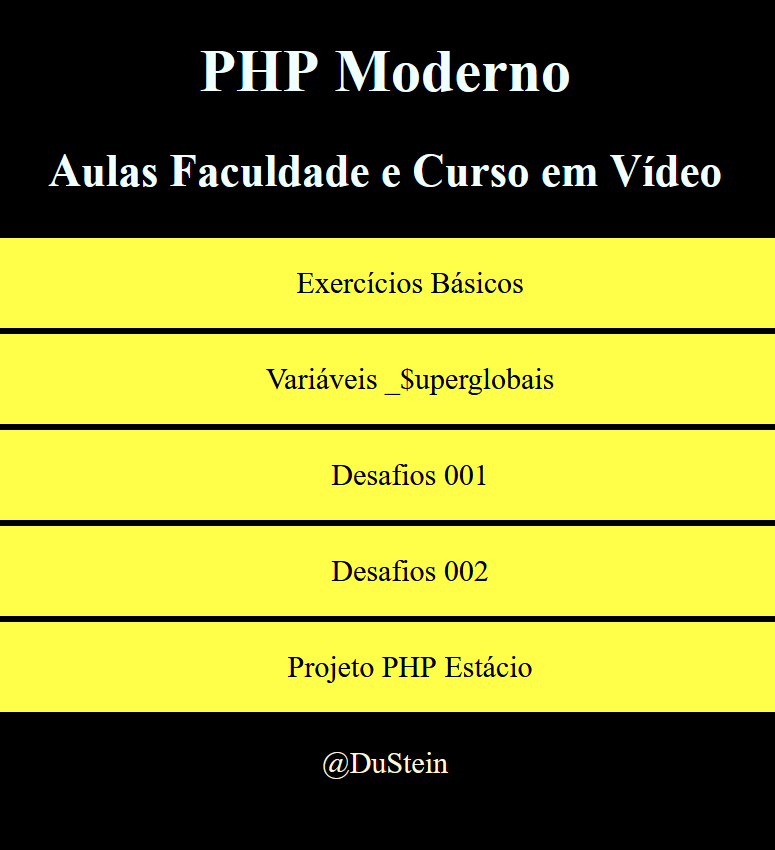 PHP Moderno
Aulas Faculdade e Curso em Vídeo
Exercícios Básicos
Variáveis _$uperglobais
Desafios 001
Desafios 002
Projeto PHP Estácio
@DuStein